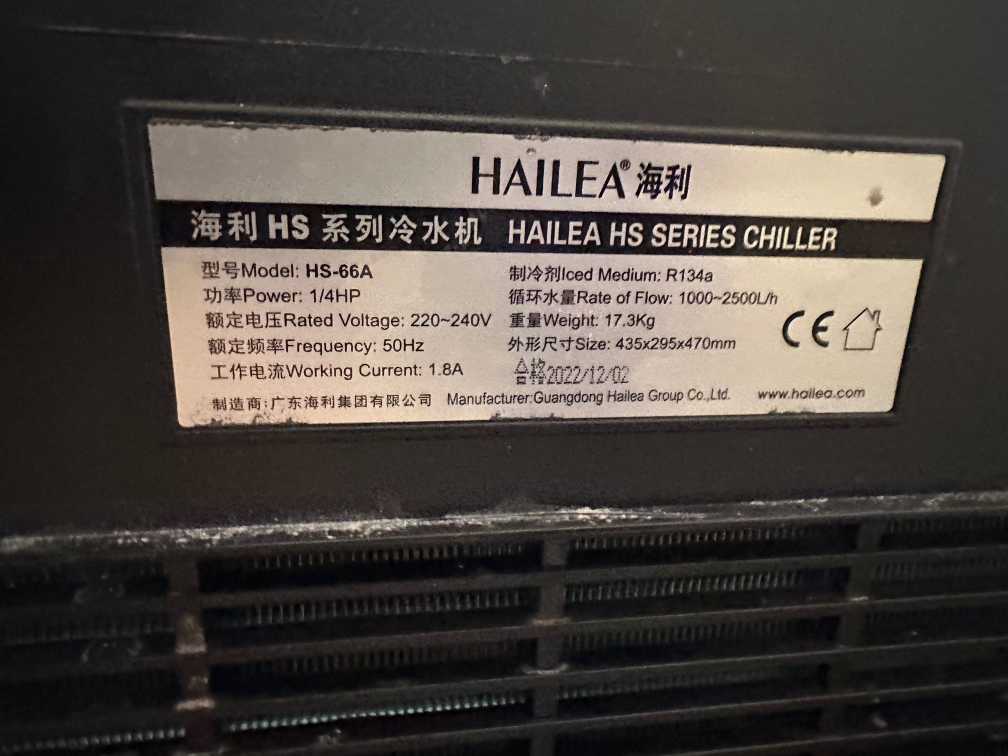 HAILEA® 海利
海利 HS 系列冷水机 HAILEA HS SERIES CHILLER
型号Model: HS-66A
功率Power: 1/4HP
额定电压Rated Voltage: 220~240V
额定频率Frequency: 50Hz
工作电流Working Current: 1.8A
制冷剂Iced Medium: R134a
循环水量Rate of Flow: 1000~2500L/h
重量Weight: 17.3Kg
外形尺寸Size: 435x295x470mm
合格2022/12/02
CE
制造商:广东海利集团有限公司 Manufacturer:Guangdong Hailea Group Co.,Ltd. www.hailea.com